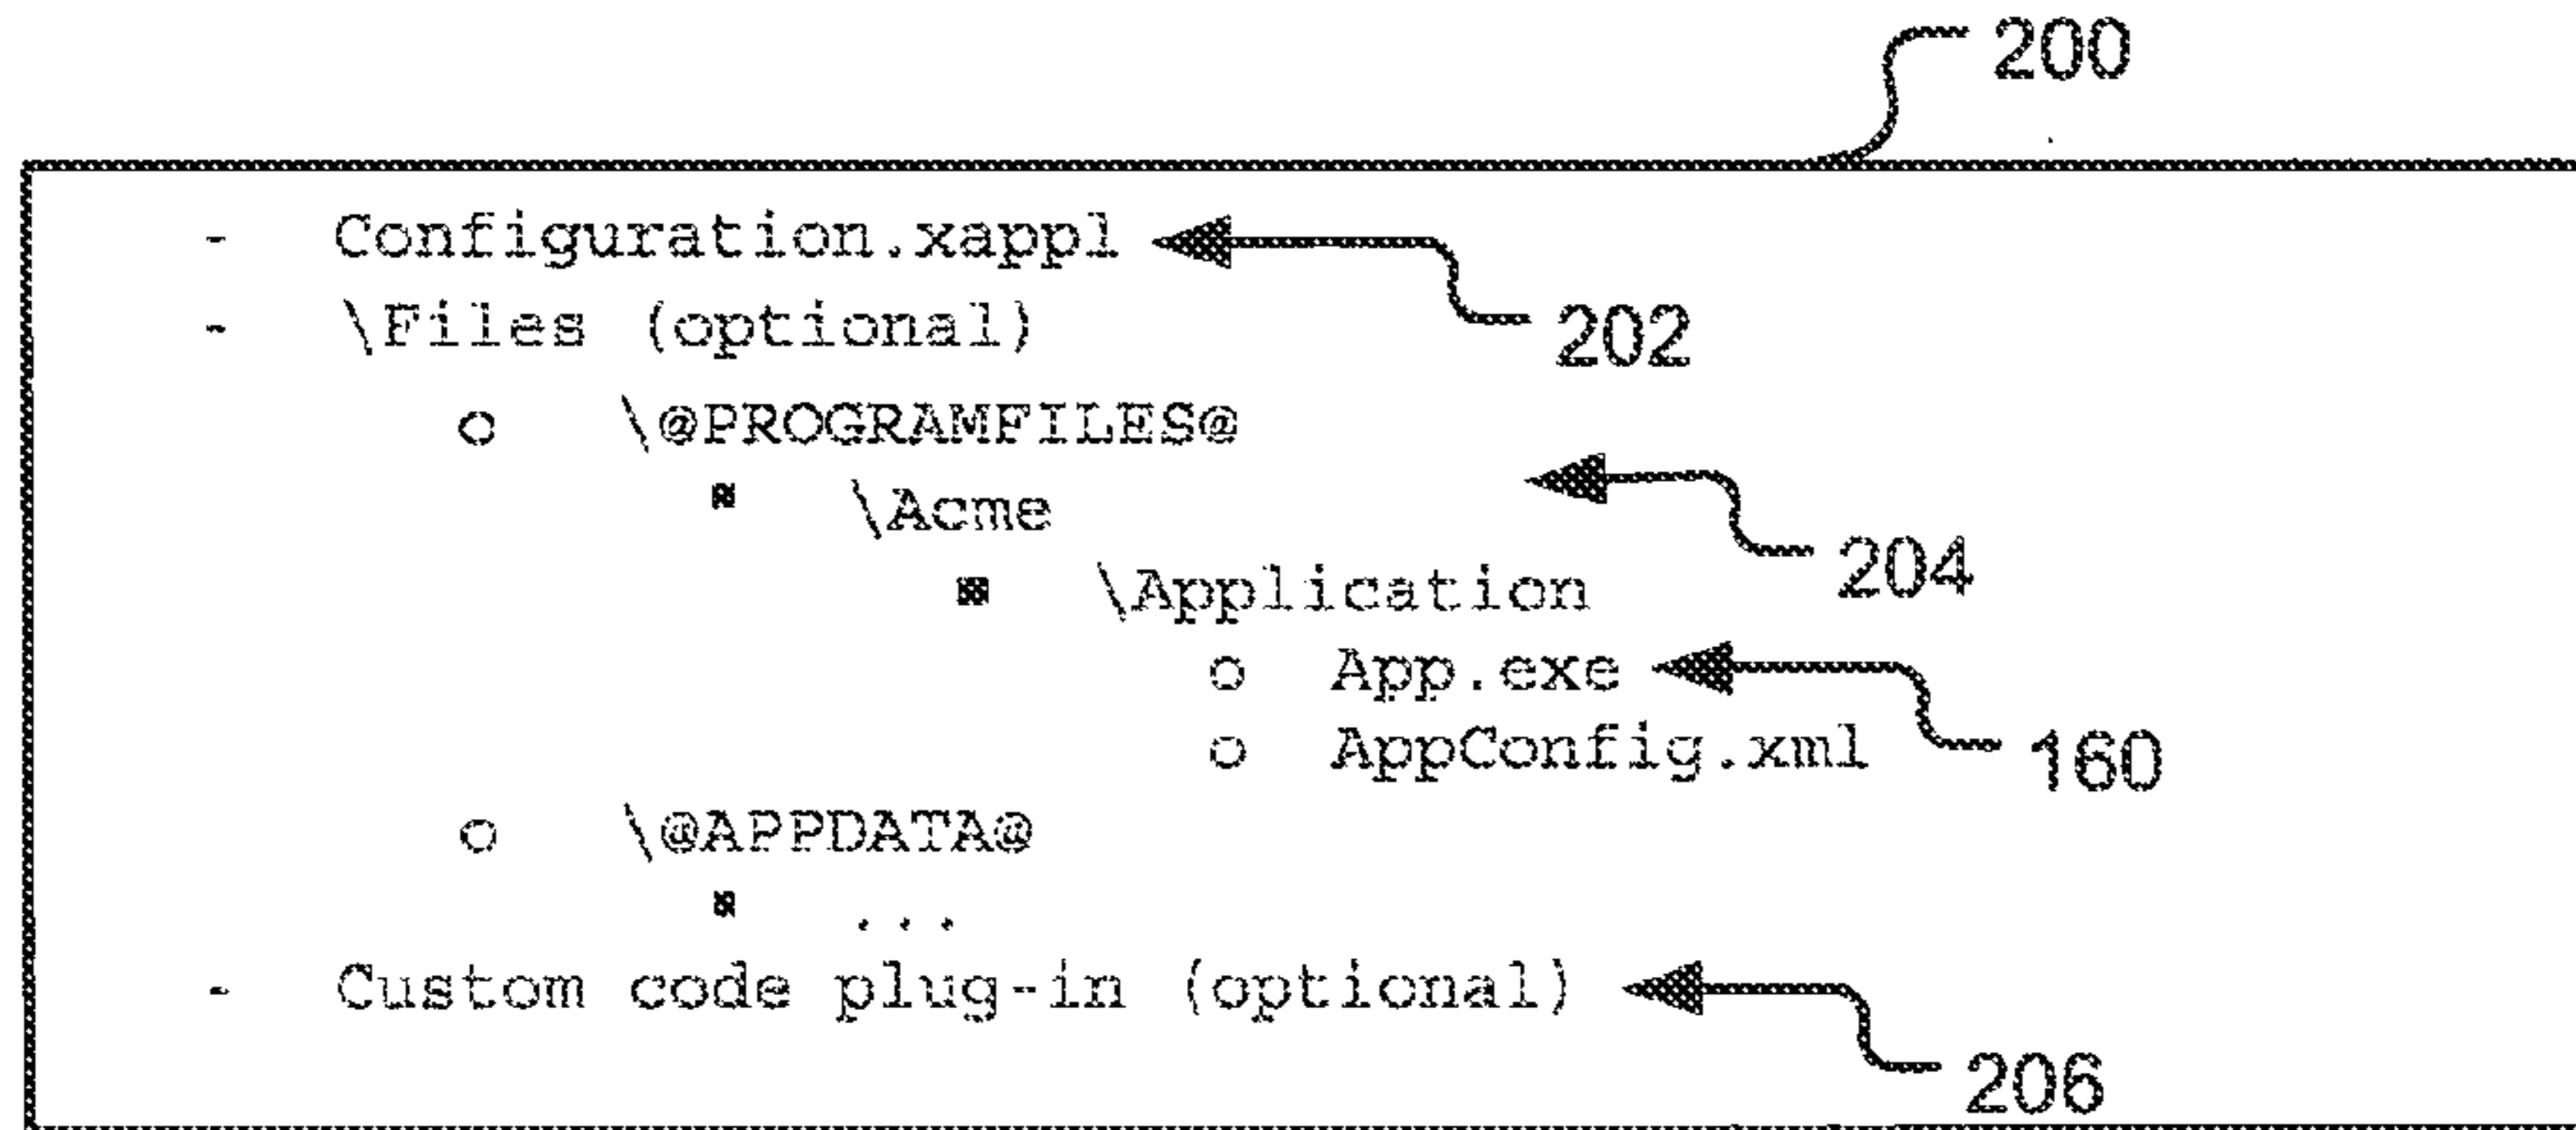 200
- Configuration.xappl
- \Files (optional)
202
o \@PROGRAMFILES@
▪ \Acme
204
▪ \Application
o App.exe
o AppConfig.xml
160
o \@APPDATA@
▪ ...
- Custom code plug-in (optional)
206